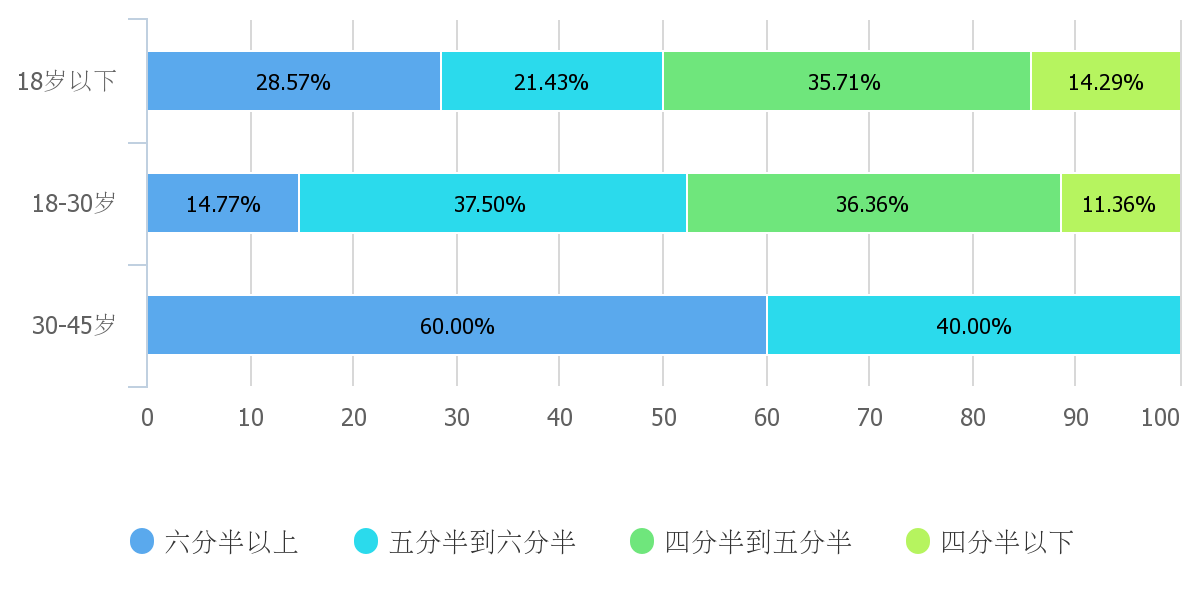 18岁以下 28.57% 21.43% 35.71% 14.29%
18-30岁 14.77% 37.50% 36.36% 11.36%
30-45岁 60.00% 40.00%
0 10 20 30 40 50 60 70 80 90 100
六分半以上 五分半到六分半 四分半到五分半 四分半以下